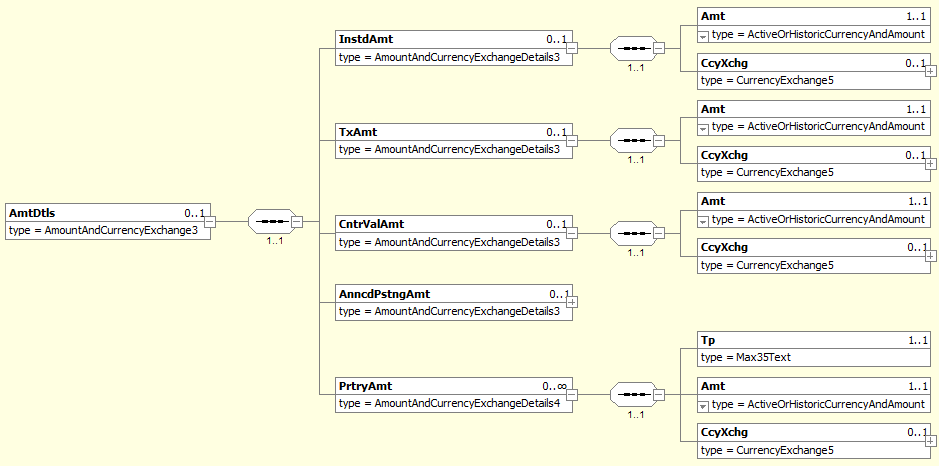 AmtDtls 0..1
type = AmountAndCurrencyExchange3
1..1
InstdAmt 0..1
type = AmountAndCurrencyExchangeDetails3
1..1
Amt 1..1
type = ActiveOrHistoricCurrencyAndAmount
CcyXchg 0..1
type = CurrencyExchange5
TxAmt 0..1
type = AmountAndCurrencyExchangeDetails3
1..1
Amt 1..1
type = ActiveOrHistoricCurrencyAndAmount
CcyXchg 0..1
type = CurrencyExchange5
CntrValAmt 0..1
type = AmountAndCurrencyExchangeDetails3
1..1
Amt 1..1
type = ActiveOrHistoricCurrencyAndAmount
CcyXchg 0..1
type = CurrencyExchange5
AnncdPstngAmt 0..1
type = AmountAndCurrencyExchangeDetails3
PrtryAmt 0..∞
type = AmountAndCurrencyExchangeDetails4
1..1
Tp 1..1
type = Max35Text
Amt 1..1
type = ActiveOrHistoricCurrencyAndAmount
CcyXchg 0..1
type = CurrencyExchange5